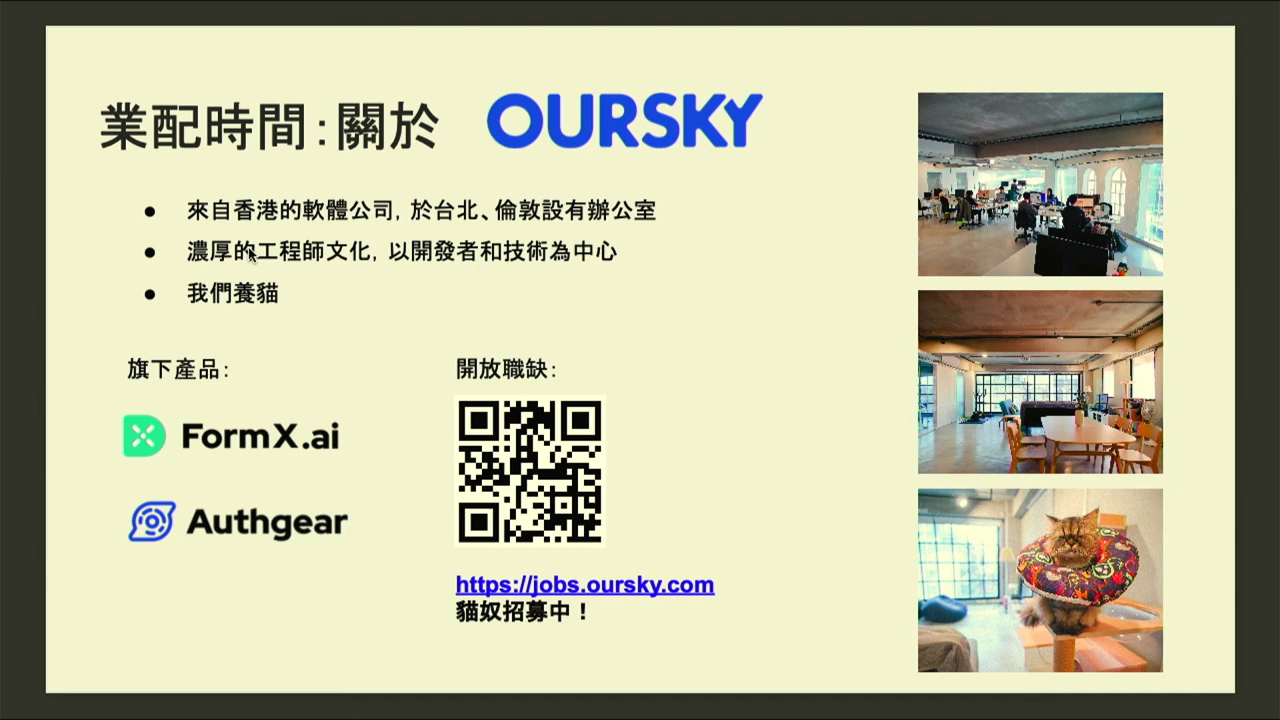 業配時間:關於 OURSKY
● 來自香港的軟體公司, 於台北、倫敦設有辦公室
● 濃厚的工程師文化, 以開發者和技術為中心
● 我們養貓
旗下產品:
FormX.ai
Authgear
開放職缺:
https://jobs.oursky.com
貓奴招募中！